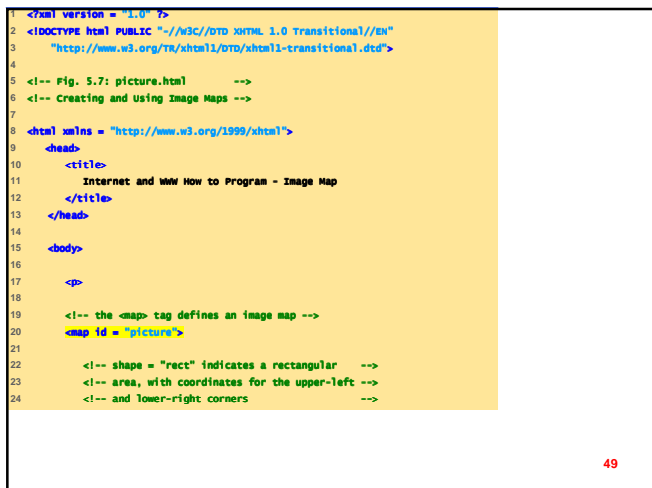 1 <?xml version = "1.0" ?>
2 <!DOCTYPE html PUBLIC "-//W3C//DTD XHTML 1.0 Transitional//EN"
3 "http://www.w3.org/TR/xhtml1/DTD/xhtml1-transitional.dtd">
4
5 <!-- Fig. 5.7: picture.html -->
6 <!-- Creating and Using Image Maps -->
7
8 <html xmlns = "http://www.w3.org/1999/xhtml">
9 <head>
10 <title>
11 Internet and WWW How to Program - Image Map
12 </title>
13 </head>
14
15 <body>
16
17 <p>
18
19 <!-- the <map> tag defines an image map -->
20 <map id = "picture">
21
22 <!-- shape = "rect" indicates a rectangular -->
23 <!-- area, with coordinates for the upper-left -->
24 <!-- and lower-right corners -->
49